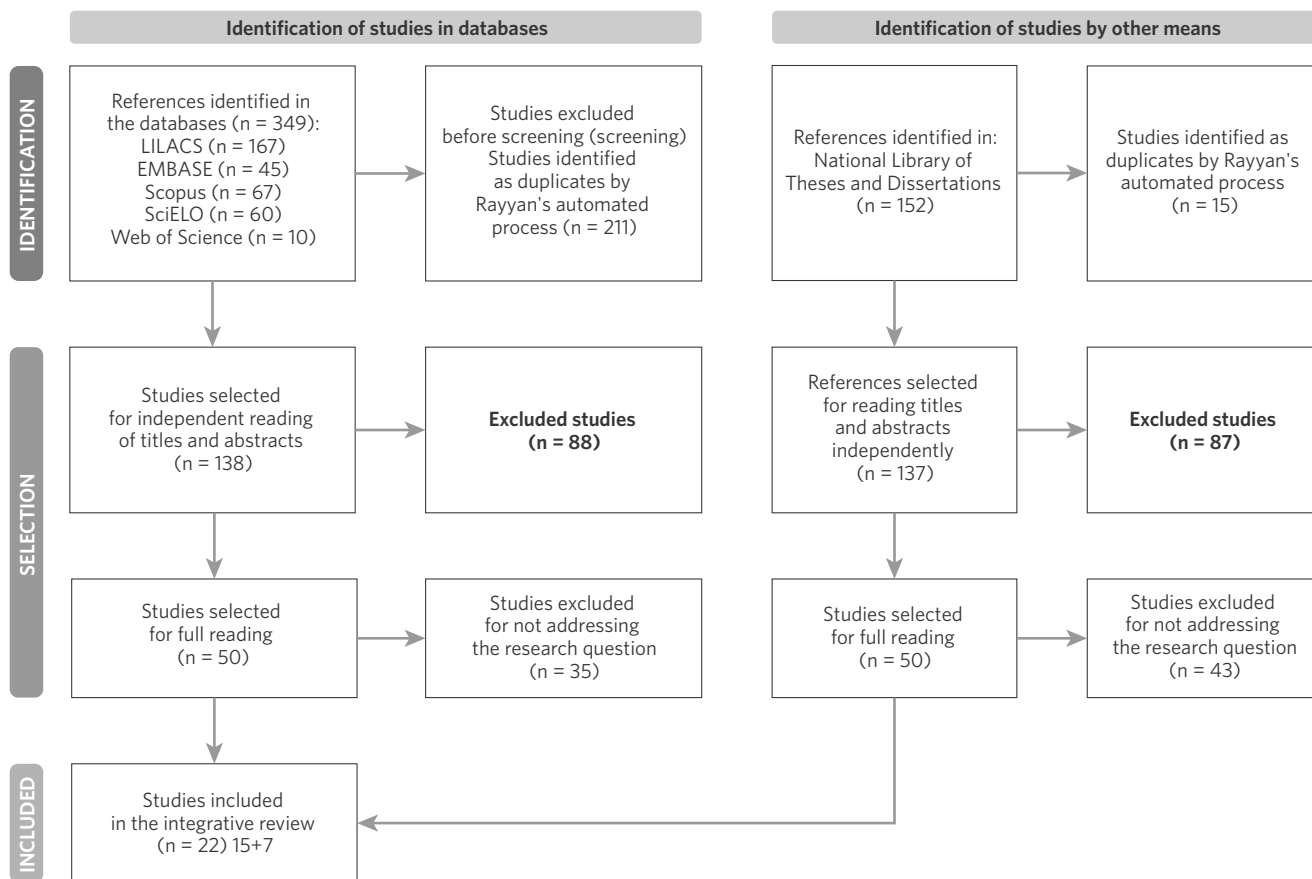 Identification of studies in databases
Identification of studies by other means
IDENTIFICATION
References identified in
the databases (n = 349):
LILACS (n = 167)
EMBASE (n = 45)
Scopus (n = 67)
SciELO (n = 60)
Web of Science (n = 10)
Studies excluded
before screening (screening)
Studies identified
as duplicates by
Rayyan's automated
process (n = 211)
References identified in:
National Library of
Theses and Dissertations
(n = 152)
Studies identified as
duplicates by Rayyan's
automated process
(n = 15)
SELECTION
Studies selected
for independent reading
of titles and abstracts
(n = 138)
Excluded studies
(n = 88)
References selected
for reading titles
and abstracts
independently
(n = 137)
Excluded studies
(n = 87)
Studies selected
for full reading
(n = 50)
Studies excluded
for not addressing
the research question
(n = 35)
Studies selected
for full reading
(n = 50)
Studies excluded
for not addressing
the research question
(n = 43)
INCLUDED
Studies included
in the integrative review
(n = 22) 15+7